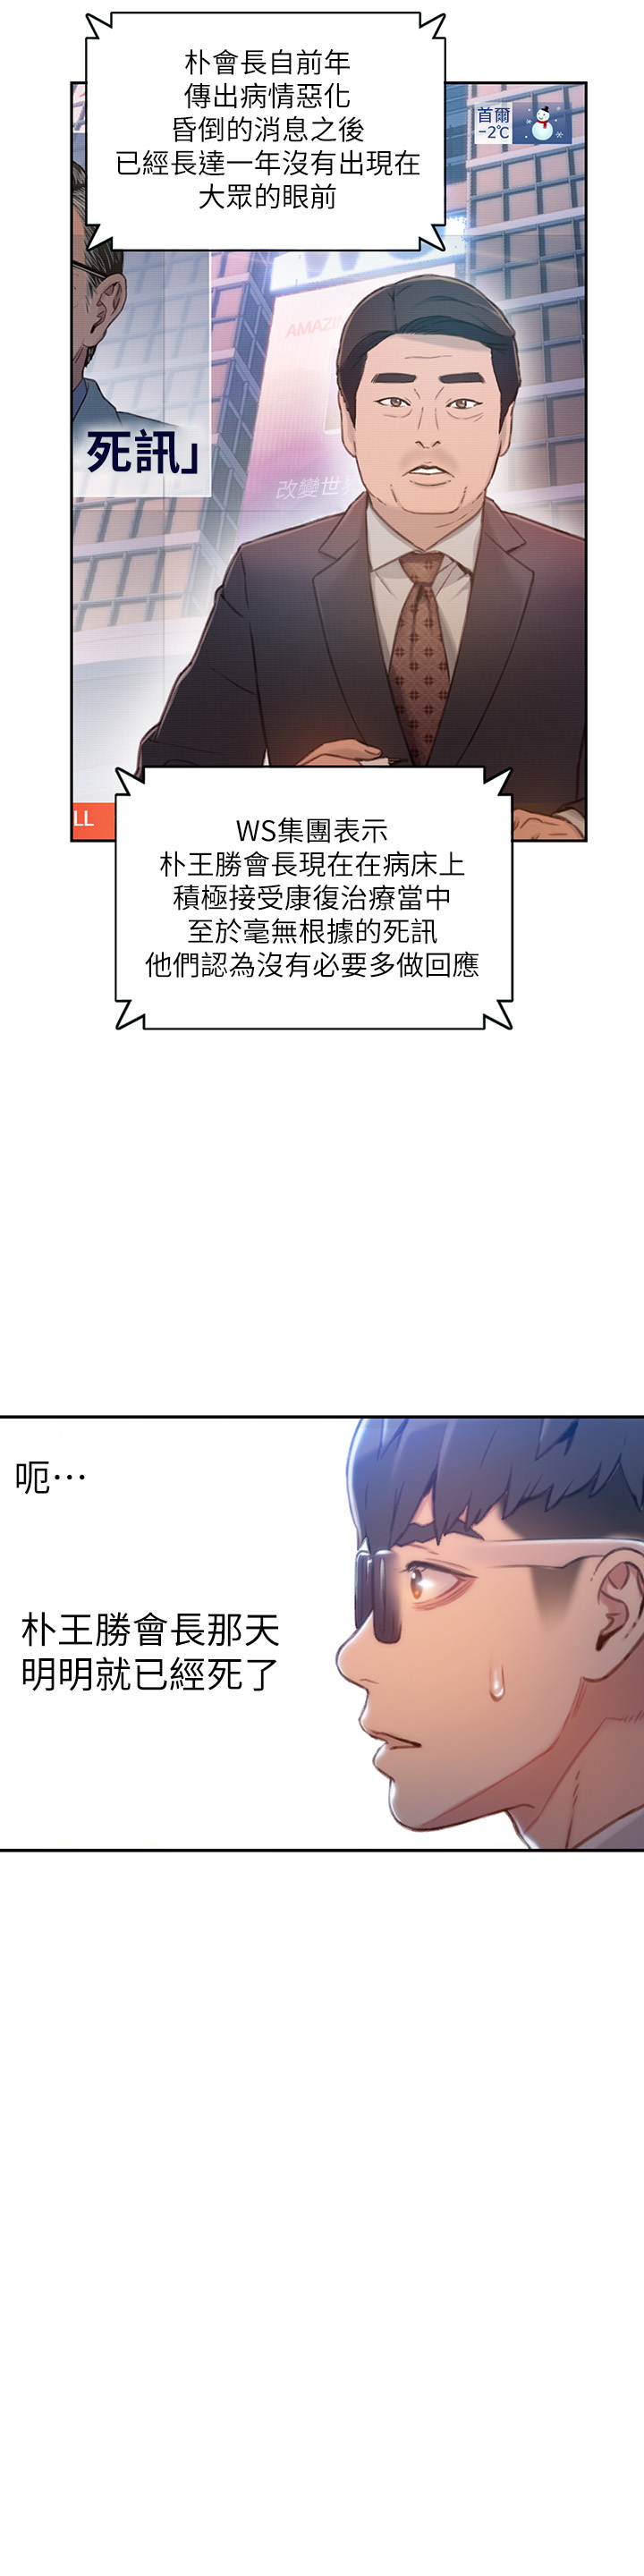 朴會長自前年
傳出病情惡化
昏倒的消息之後
已經長達一年沒有出現在
大眾的眼前
首爾
-2℃
死訊」
改變世
LL
WS集團表示
朴王勝會長現在在病床上
積極接受康復治療當中
至於毫無根據的死訊
他們認為沒有必要多做回應
呃…
朴王勝會長那天
明明就已經死了